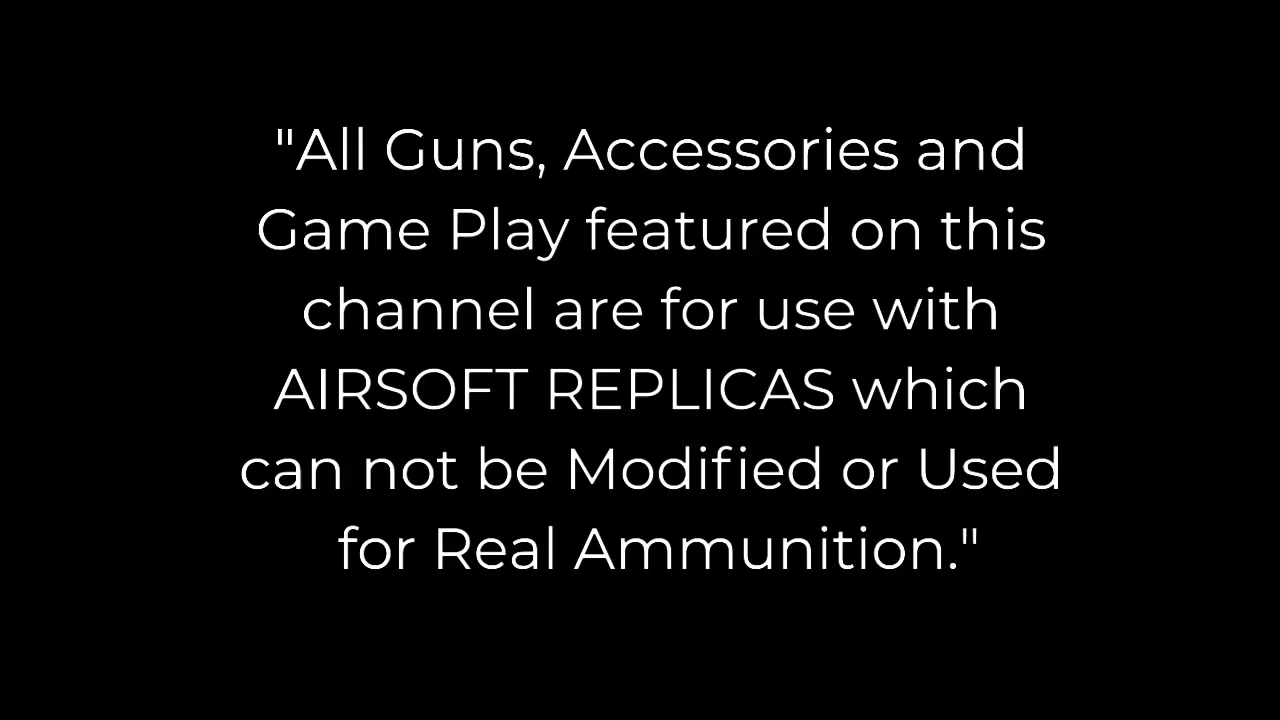 "All Guns, Accessories and
Game Play featured on this
channel are for use with
AIRSOFT REPLICAS which
can not be Modified or Used
for Real Ammunition."